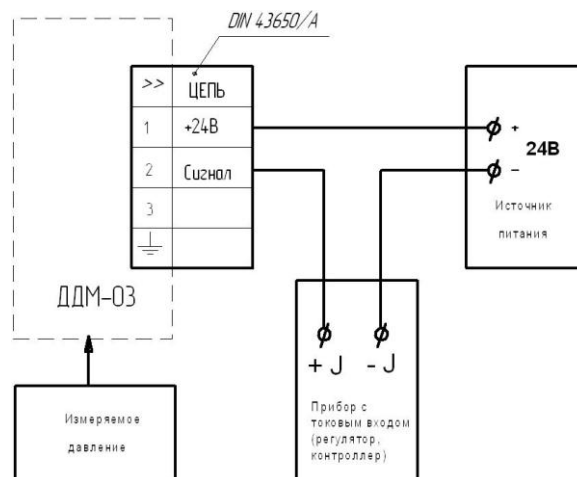 DIN 43650/А
>> ЦЕПЬ
1 +24В
2 Сигнал
3
+
24В
−
Источник
питания
ДДМ-03
+ J - J
Измеряемое
давление
Прибор с
токовым входом
(регулятор,
контроллер)